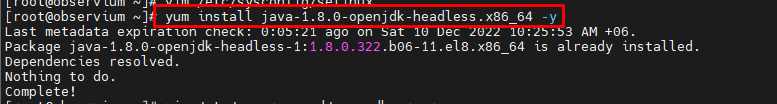 [root@observium ~]# vim /etc/sysconfig/selinux
[root@observium ~]# yum install java-1.8.0-openjdk-headless.x86_64 -y
Last metadata expiration check: 0:05:21 ago on Sat 10 Dec 2022 10:25:53 AM +06.
Package java-1.8.0-openjdk-headless-1:1.8.0.322.b06-11.el8.x86_64 is already installed.
Dependencies resolved.
Nothing to do.
Complete!